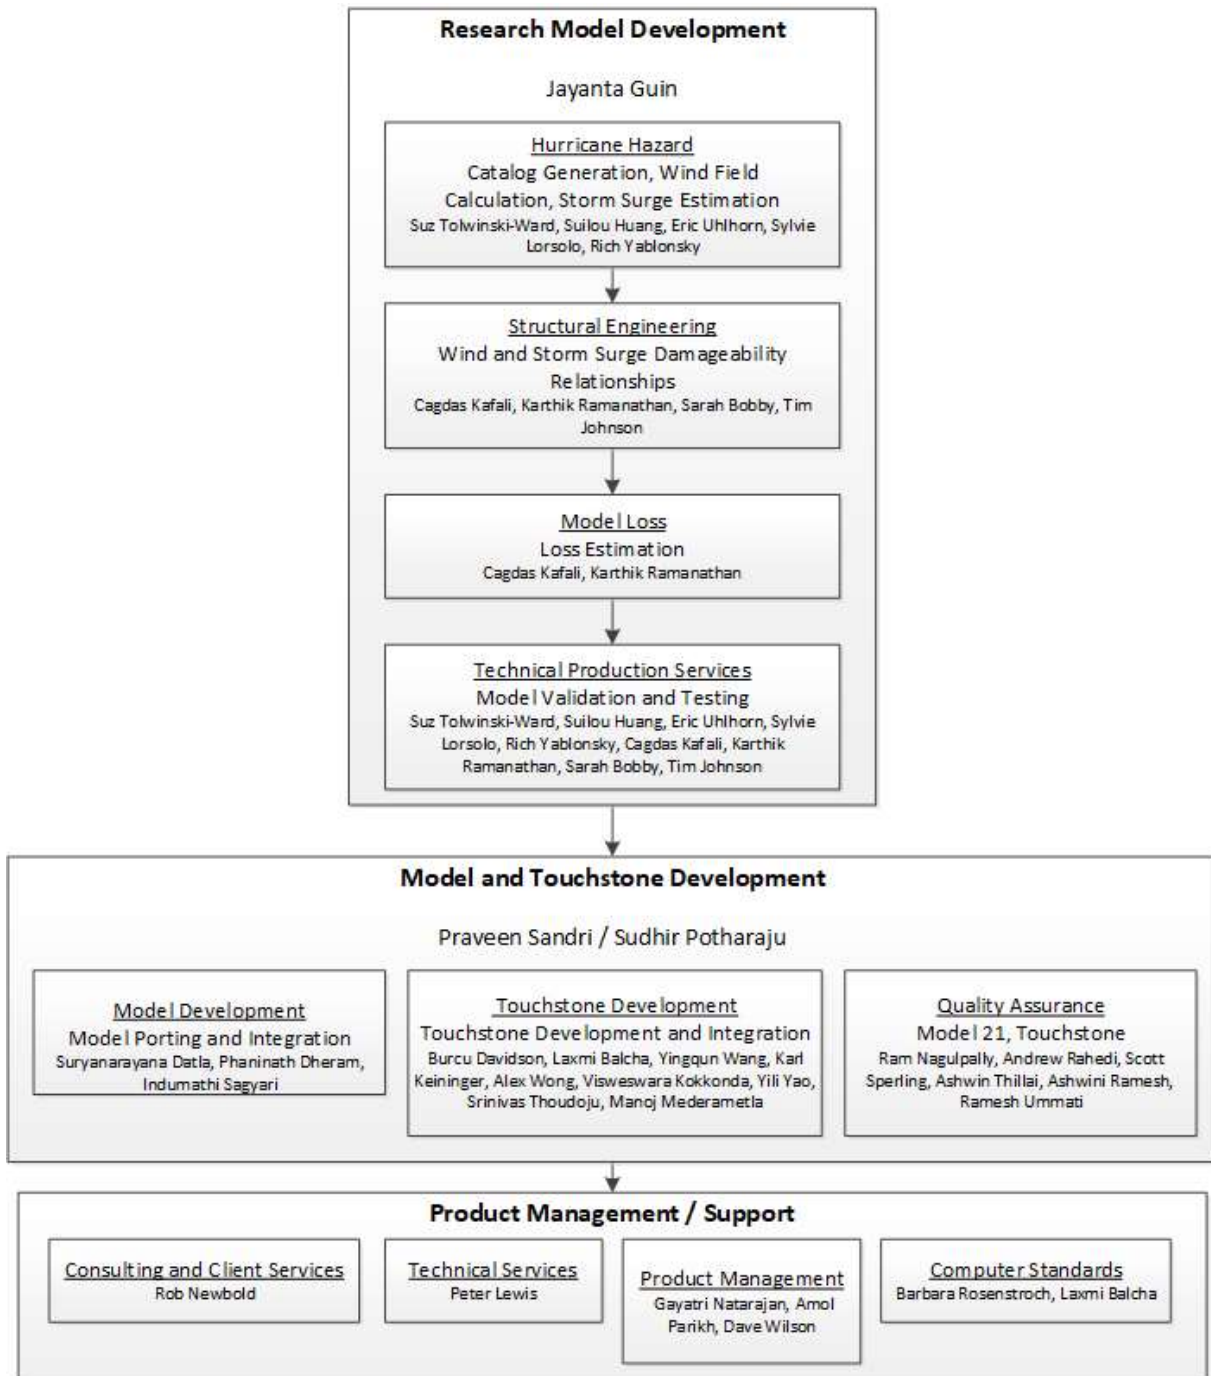 Research Model Development
Jayanta Guin
Hurricane Hazard
Catalog Generation, Wind Field
Calculation, Storm Surge Estimation
Suz Tolwinski-Ward, Suilou Huang, Eric Uhlhorn, Sylvie
Lorsolo, Rich Yablonsky
Structural Engineering
Wind and Storm Surge Damageability
Relationships
Cagdas Kafali, Karthik Ramanathan, Sarah Bobby, Tim
Johnson
Model Loss
Loss Estimation
Cagdas Kafali, Karthik Ramanathan
Technical Production Services
Model Validation and Testing
Suz Tolwinski-Ward, Suilou Huang, Eric Uhlhorn, Sylvie
Lorsolo, Rich Yablonsky, Cagdas Kafali, Karthik
Ramanathan, Sarah Bobby, Tim Johnson
Model and Touchstone Development
Praveen Sandri / Sudhir Potharaju
Model Development
Model Porting and Integration
Suryanarayana Datla, Phaninath Dheram,
Indumathi Sagyari
Touchstone Development
Touchstone Development and Integration
Burcu Davidson, Laxmi Balcha, Yingqun Wang, Karl
Keininger, Alex Wong, Visweswara Kokkonda, Yili Yao,
Srinivas Thoudoju, Manoj Mederametla
Quality Assurance
Model 21, Touchstone
Ram Nagulpally, Andrew Rahedi, Scott
Sperling, Ashwin Thillai, Ashwini Ramesh,
Ramesh Ummati
Product Management / Support
Consulting and Client Services
Rob Newbold
Technical Services
Peter Lewis
Product Management
Gayatri Natarajan, Amol
Parikh, Dave Wilson
Computer Standards
Barbara Rosenstroch, Laxmi Balcha